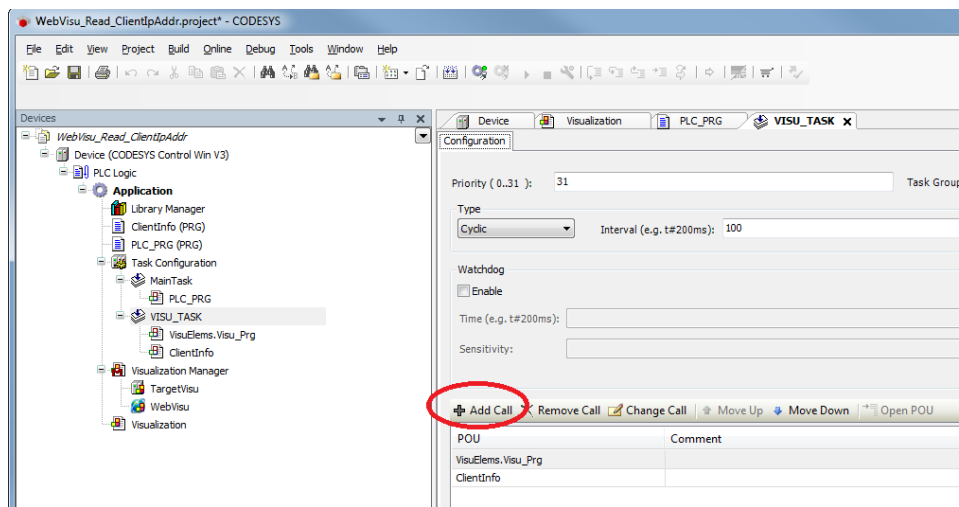 WebVisu_Read_ClientIpAddr.project* - CODESYS
File Edit View Project Build Online Debug Tools Window Help
Devices
WebVisu_Read_ClientIpAddr
Device (CODESYS Control Win V3)
PLC Logic
Application
Library Manager
ClientInfo (PRG)
PLC_PRG (PRG)
Task Configuration
MainTask
PLC_PRG
VISU_TASK
VisuElems.Visu_Prg
ClientInfo
Visualization Manager
TargetVisu
WebVisu
Visualization
Device Visualization PLC_PRG VISU_TASK X
Configuration
Priority ( 0..31 ): 31 Task Group
Type
Cyclic Interval (e.g. t#200ms): 100
Watchdog
Enable
Time (e.g. t#200ms):
Sensitivity:
Add Call Remove Call Change Call Move Up Move Down Open POU
POU Comment
VisuElems.Visu_Prg
ClientInfo